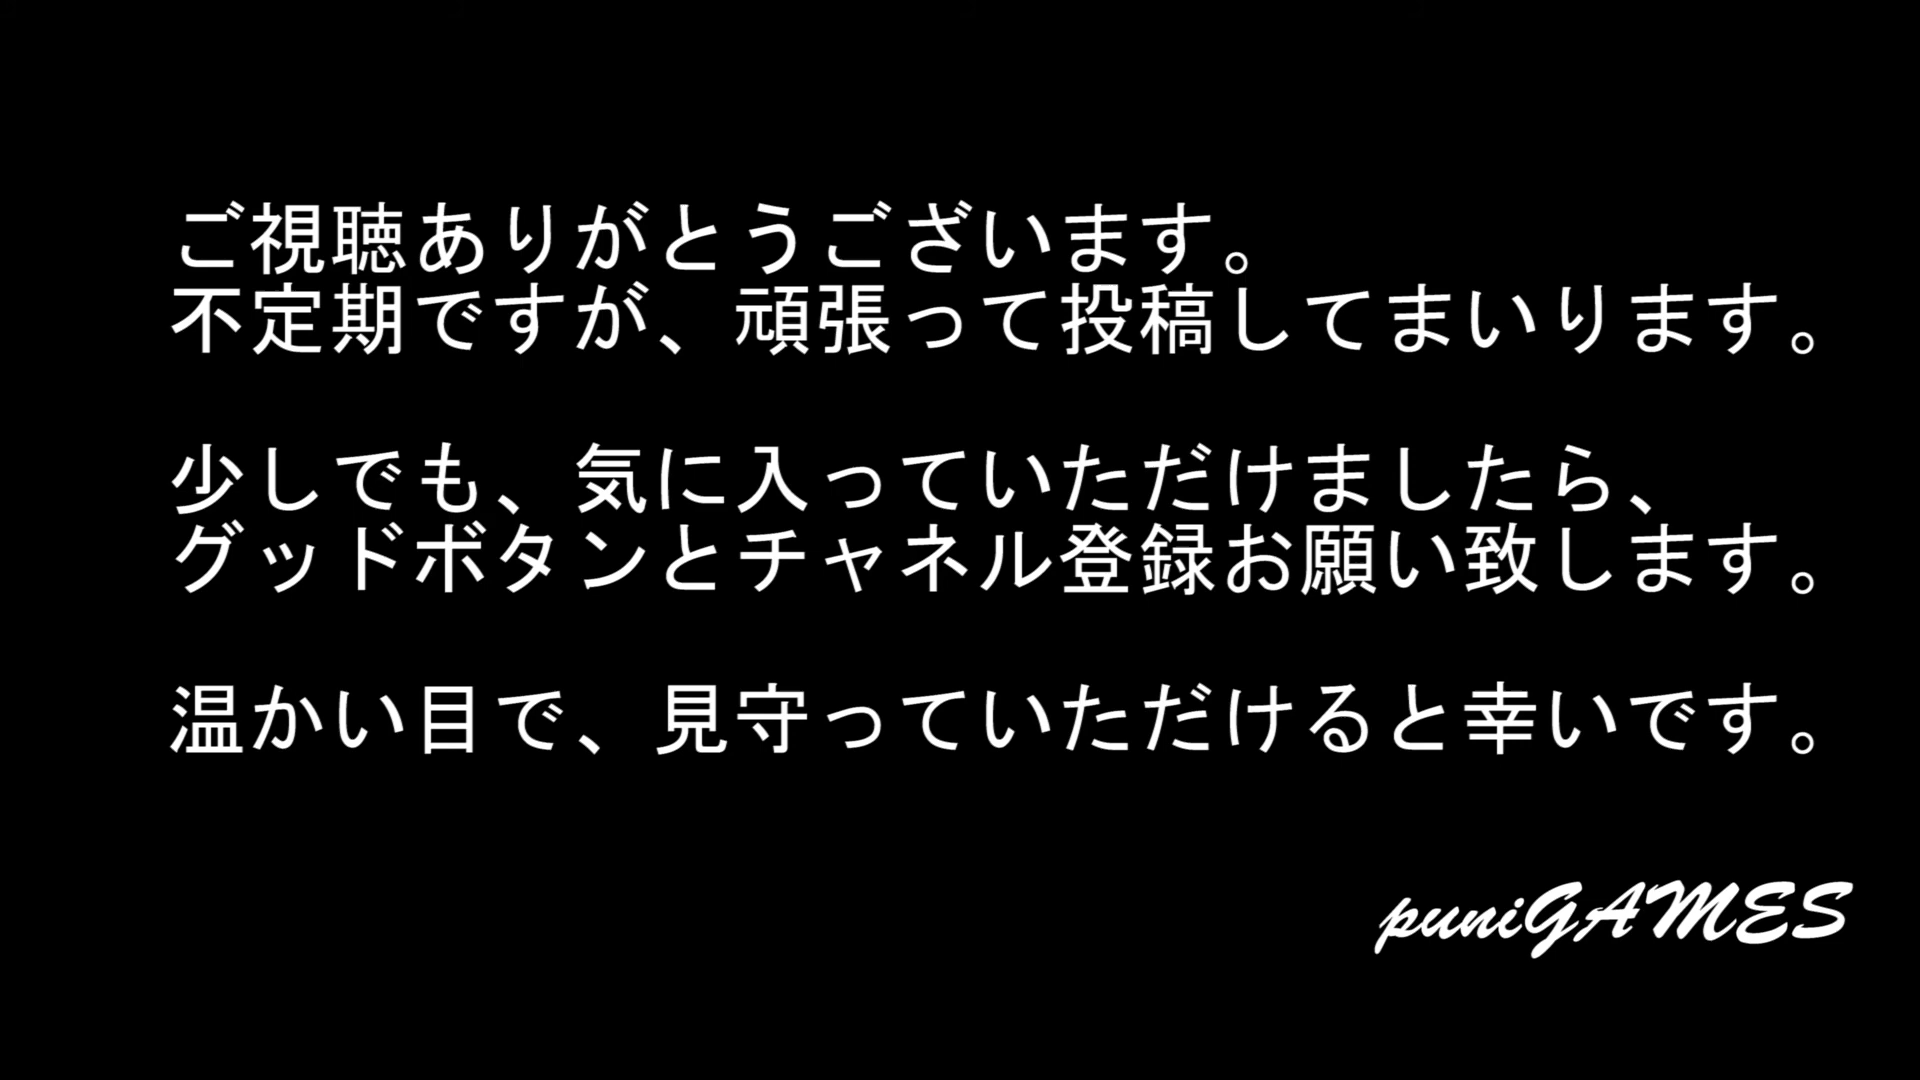 ご視聴ありがとうございます。
不定期ですが、頑張って投稿してまいります。
少しでも、気に入っていただけましたら、
グッドボタンとチャネル登録お願い致します。
温かい目で、見守っていただけると幸いです。
puniGAMES